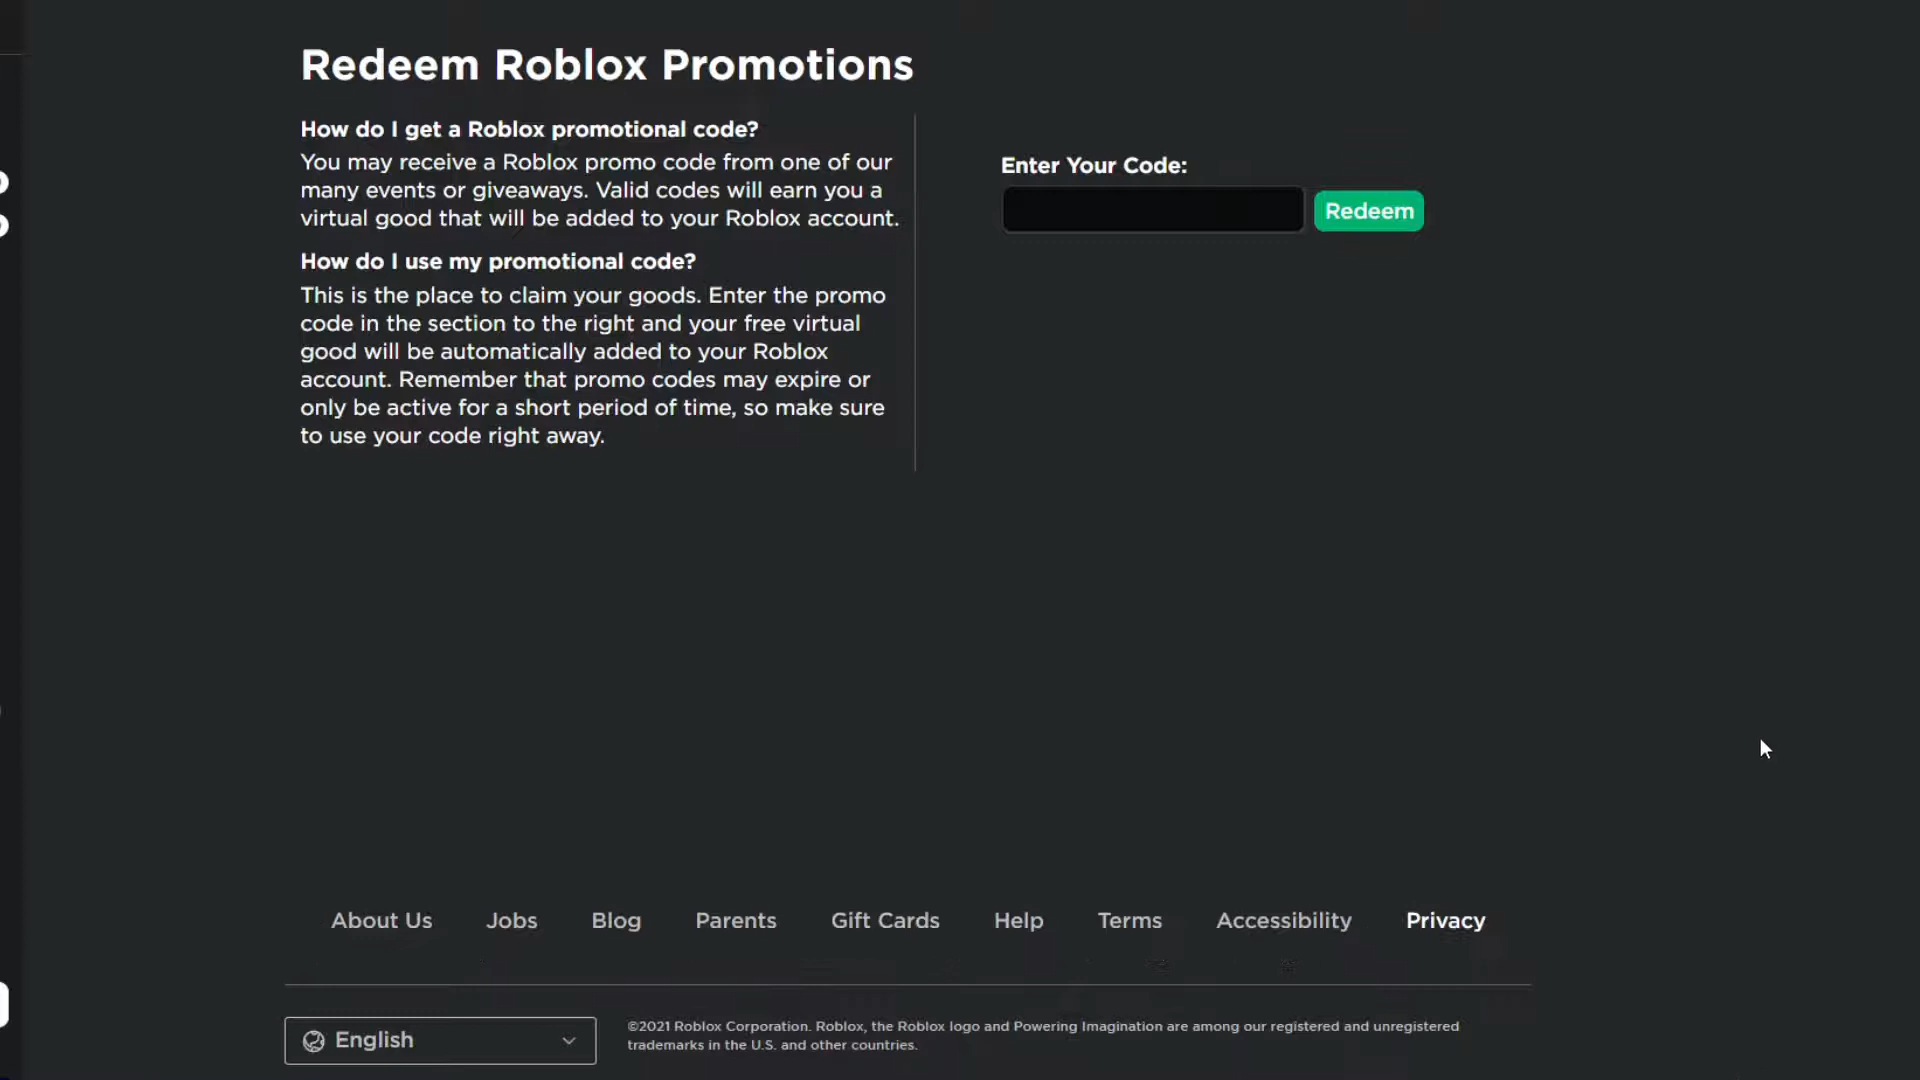 Redeem Roblox Promotions
How do I get a Roblox promotional code?
You may receive a Roblox promo code from one of our
many events or giveaways. Valid codes will earn you a
virtual good that will be added to your Roblox account.
How do I use my promotional code?
This is the place to claim your goods. Enter the promo
code in the section to the right and your free virtual
good will be automatically added to your Roblox
account. Remember that promo codes may expire or
only be active for a short period of time, so make sure
to use your code right away.
Enter Your Code:
Redeem
About Us Jobs Blog Parents Gift Cards Help Terms Accessibility Privacy
English
©2021 Roblox Corporation. Roblox, the Roblox logo and Powering Imagination are among our registered and unregistered
trademarks in the U.S. and other countries.